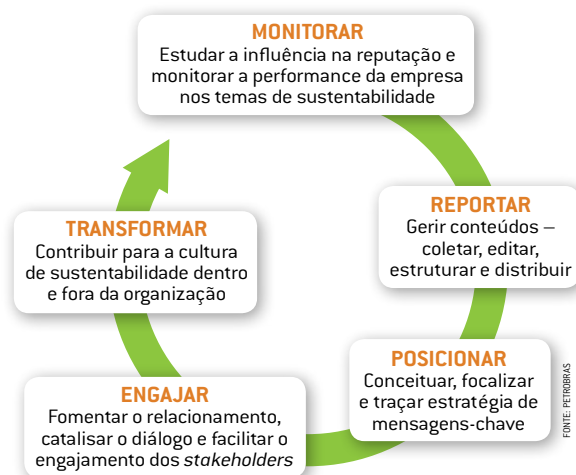 MONITORAR
Estudar a influência na reputação e
monitorar a performance da empresa
nos temas de sustentabilidade
REPORTAR
Gerir conteúdos –
coletar, editar,
estruturar e distribuir
POSICIONAR
Conceituar, focalizar
e traçar estratégia de
mensagens-chave
ENGAJAR
Fomentar o relacionamento,
catalisar o diálogo e facilitar o
engajamento dos stakeholders
TRANSFORMAR
Contribuir para a cultura
de sustentabilidade dentro
e fora da organização
FONTE: PETROBRAS